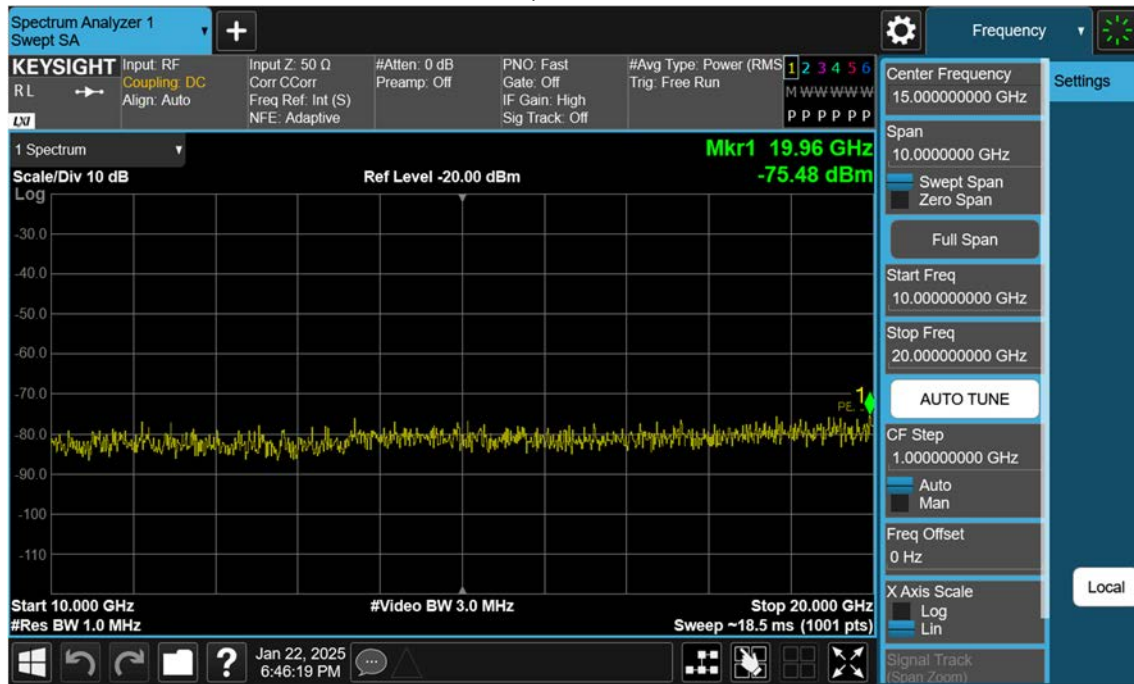 Spectrum Analyzer 1
Swept SA
+
Frequency
KEYSIGHT
RL
LXI
Input: RF
Coupling: DC
Align: Auto
Input Z: 50 Ω
Corr CCorr
Freq Ref: Int (S)
NFE: Adaptive
#Atten: 0 dB
Preamp: Off
PNO: Fast
Gate: Off
IF Gain: High
Sig Track: Off
#Avg Type: Power (RMS
Trig: Free Run
1 2 3 4 5 6
M W W W W W
P P P P P P
1 Spectrum
Mkr1 19.96 GHz
Scale/Div 10 dB
Ref Level -20.00 dBm
-75.48 dBm
Log
-30.0
-40.0
-50.0
-60.0
-70.0
1
-80.0
-90.0
-100
-110
Start 10.000 GHz
#Video BW 3.0 MHz
Stop 20.000 GHz
#Res BW 1.0 MHz
Sweep ~18.5 ms (1001 pts)
?
Jan 22, 2025
6:46:19 PM
Center Frequency
15.000000000 GHz
Span
10.0000000 GHz
Swept Span
Zero Span
Full Span
Start Freq
10.000000000 GHz
Stop Freq
20.000000000 GHz
AUTO TUNE
CF Step
1.000000000 GHz
Auto
Man
Freq Offset
0 Hz
X Axis Scale
Log
Lin
Signal Track
(Span Zoom)
Settings
Local